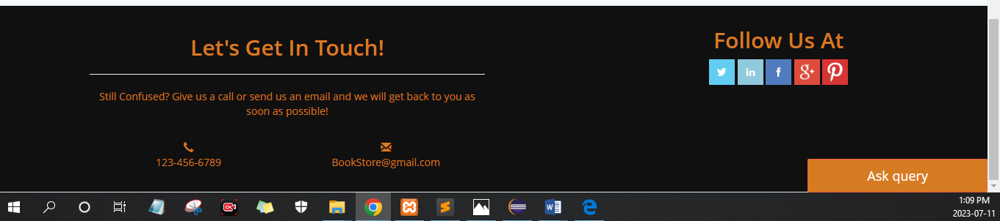 Let's Get In Touch!
Follow Us At
in
f
g+
Still Confused? Give us a call or send us an email and we will get back to you as
soon as possible!
123-456-6789
BookStore@gmail.com
Ask query
1:09 PM
2023-07-11